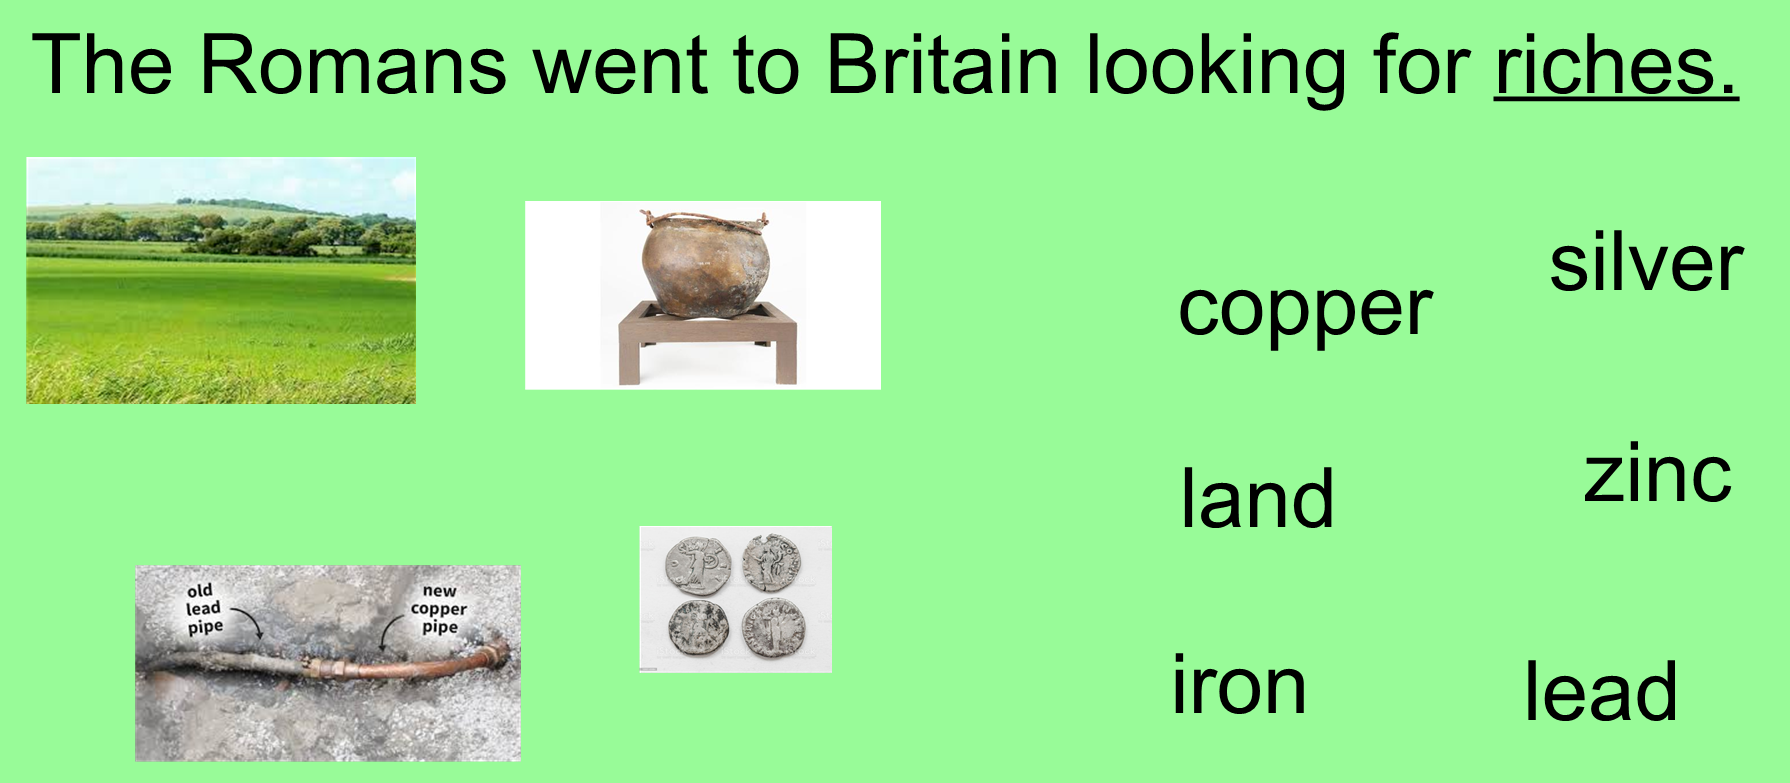 The Romans went to Britain looking for riches.
silver
copper
zinc
land
old
lead
pipe
new
copper
pipe
iron
lead